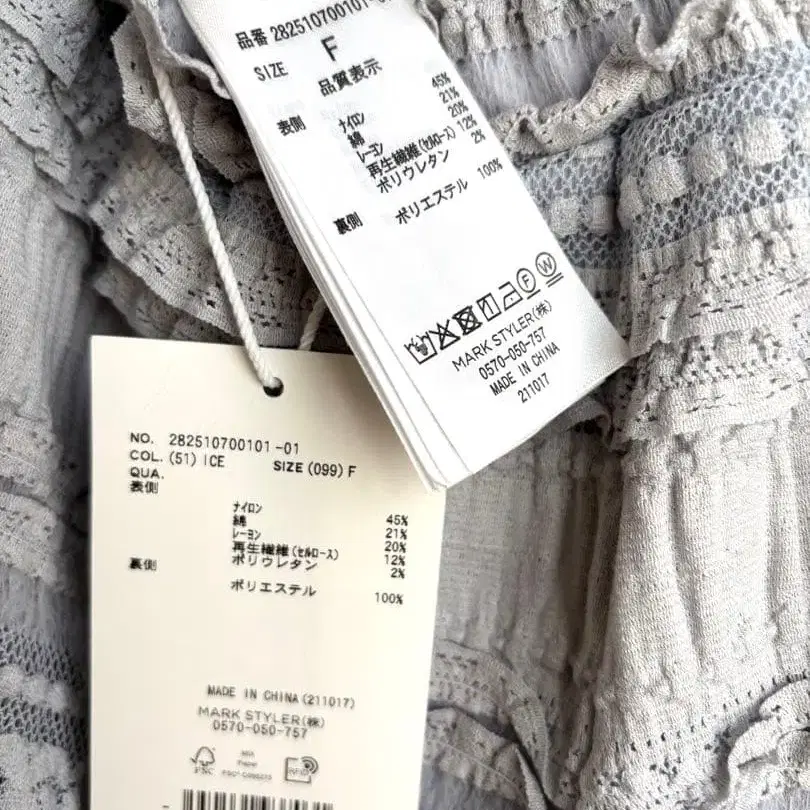 品番 282510700101-0
SIZE F
品質表示
表側
ナイロン 45%
綿 21%
レーヨン 20%
再生繊維(セルロース) 12%
ポリウレタン 2%
裏側
ポリエステル 100%
F W
MARK STYLER(株)
0570-050-757
MADE IN CHINA
211017
NO. 282510700101-01
COL. (51) ICE SIZE (099) F
QUA.
表側
ナイロン 45%
綿 21%
レーヨン 20%
再生繊維(セルロース) 12%
ポリウレタン 2%
裏側
ポリエステル 100%
MADE IN CHINA (211017)
MARK STYLER(株)
0570-050-757
FSC
MIX
Paper
RFID